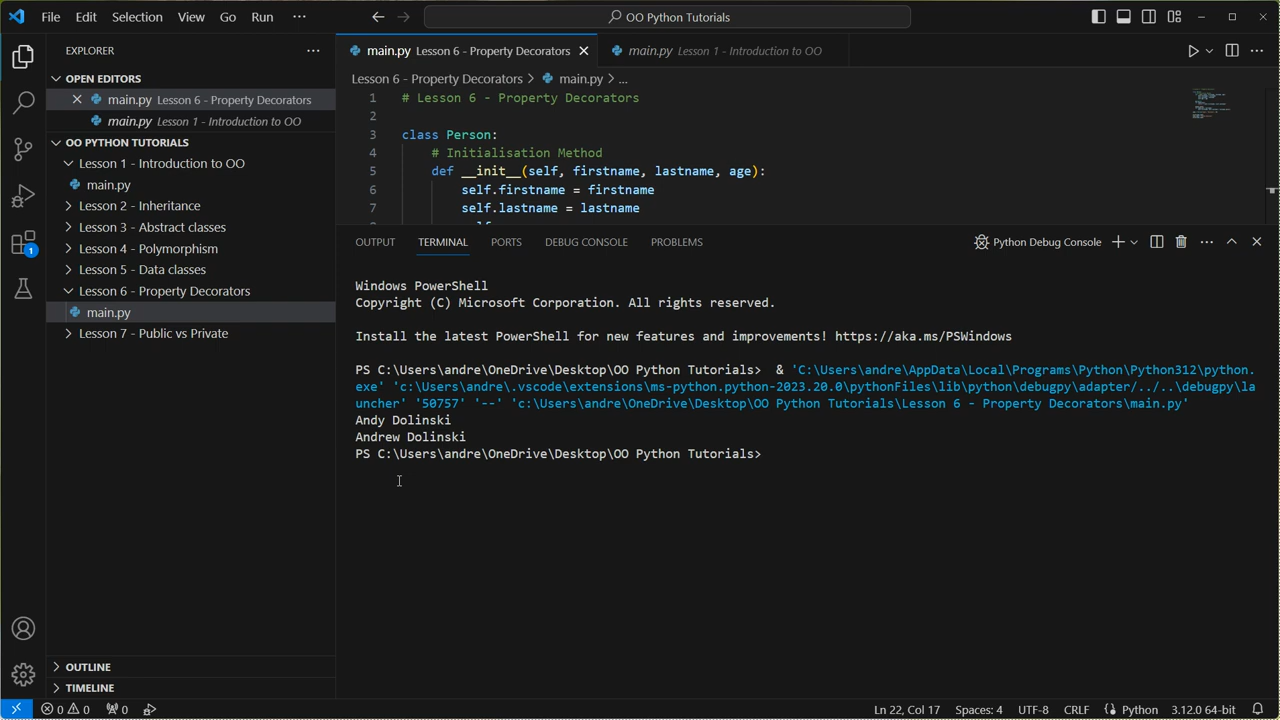 File Edit Selection View Go Run ··· OO Python Tutorials
EXPLORER ···
OPEN EDITORS
main.py Lesson 6 - Property Decorators
main.py Lesson 1 - Introduction to OO
OO PYTHON TUTORIALS
Lesson 1 - Introduction to OO
main.py
Lesson 2 - Inheritance
Lesson 3 - Abstract classes
Lesson 4 - Polymorphism
Lesson 5 - Data classes
Lesson 6 - Property Decorators
main.py
Lesson 7 - Public vs Private
OUTLINE
TIMELINE
1
main.py Lesson 6 - Property Decorators main.py Lesson 1 - Introduction to OO
Lesson 6 - Property Decorators > main.py > ...
1 # Lesson 6 - Property Decorators
2
3 class Person:
4 # Initialisation Method
5 def __init__(self, firstname, lastname, age):
6 self.firstname = firstname
7 self.lastname = lastname
OUTPUT TERMINAL PORTS DEBUG CONSOLE PROBLEMS Python Debug Console
Windows PowerShell
Copyright (C) Microsoft Corporation. All rights reserved.
Install the latest PowerShell for new features and improvements! https://aka.ms/PSWindows
PS C:\Users\andre\OneDrive\Desktop\OO Python Tutorials> & 'C:\Users\andre\AppData\Local\Programs\Python\Python312\python.
exe' 'c:\Users\andre\.vscode\extensions\ms-python.python-2023.20.0\pythonFiles\lib\python\debugpy\adapter/../..\debugpy\la
uncher' '50757' '--' 'c:\Users\andre\OneDrive\Desktop\OO Python Tutorials\Lesson 6 - Property Decorators\main.py'
Andy Dolinski
Andrew Dolinski
PS C:\Users\andre\OneDrive\Desktop\OO Python Tutorials>
0 0 0 Ln 22, Col 17 Spaces: 4 UTF-8 CRLF Python 3.12.0 64-bit